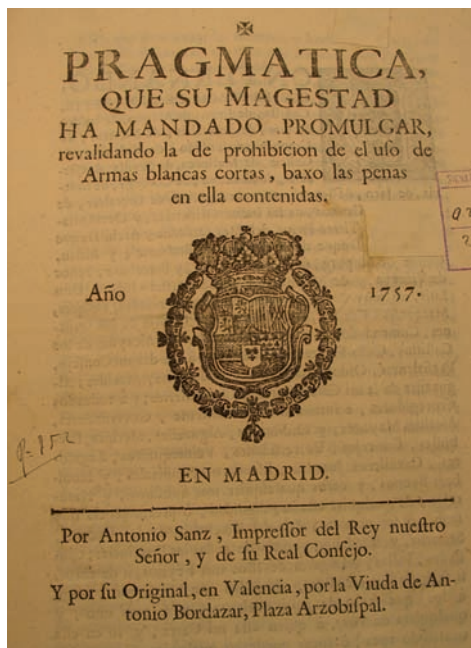 PRAGMATICA,
QUE SU MAGESTAD
HA MANDADO PROMULGAR,
revalidando la de prohibicion de el uſo de
Armas blancas cortas, baxo las penas
en ella contenidas.
Año 1757.
EN MADRID.
Por Antonio Sanz, Impreſſor del Rey nueſtro
Señor, y de ſu Real Conſejo.
Y por ſu Original, en Valencia, por la Viuda de An-
tonio Bordazar, Plaza Arzobiſpal.